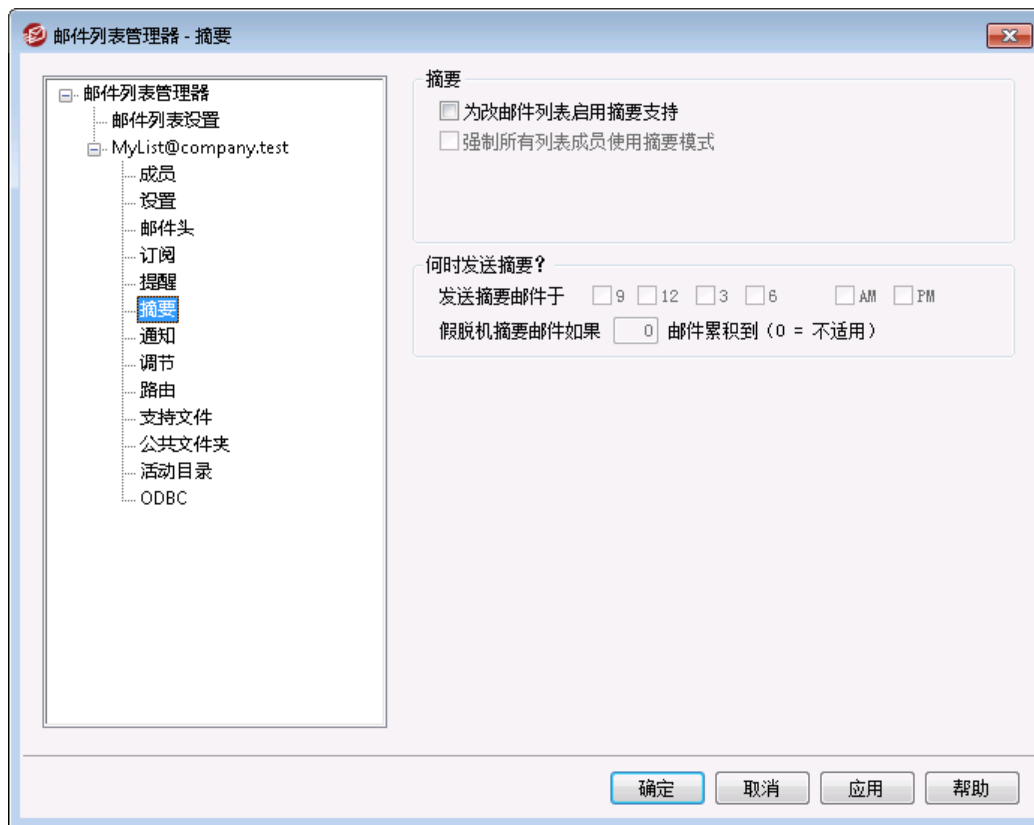 邮件列表管理器 - 摘要
邮件列表管理器
邮件列表设置
MyList@company.test
成员
设置
邮件头
订阅
提醒
摘要
通知
调节
路由
支持文件
公共文件夹
活动目录
ODBC
摘要
为改邮件列表启用摘要支持
强制所有列表成员使用摘要模式
何时发送摘要？
发送摘要邮件于 9 12 3 6 AM PM
假脱机摘要邮件如果 0 邮件累积到（0 = 不适用）
确定 取消 应用 帮助